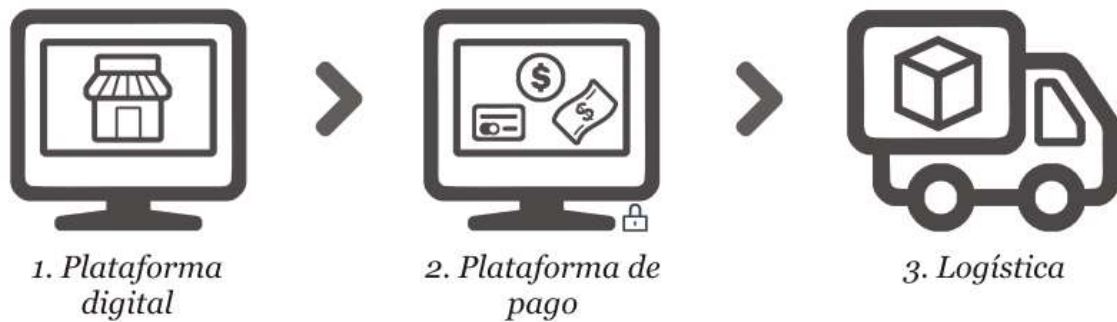 $
$
1. Plataforma
digital
2. Plataforma de
pago
3. Logística